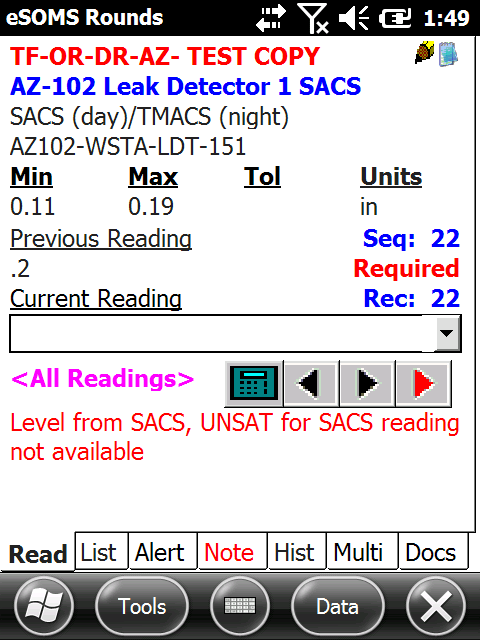 eSOMS Rounds 1:49
TF-OR-DR-AZ- TEST COPY
AZ-102 Leak Detector 1 SACS
SACS (day)/TMACS (night)
AZ102-WSTA-LDT-151
Min Max Tol Units
0.11 0.19 in
Previous Reading Seq: 22
.2 Required
Current Reading Rec: 22
<All Readings>
Level from SACS, UNSAT for SACS reading
not available
Read List Alert Note Hist Multi Docs
Tools Data